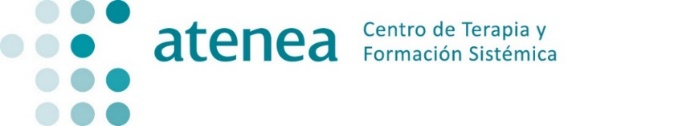 atenea
Centro de Terapia y
Formación Sistémica